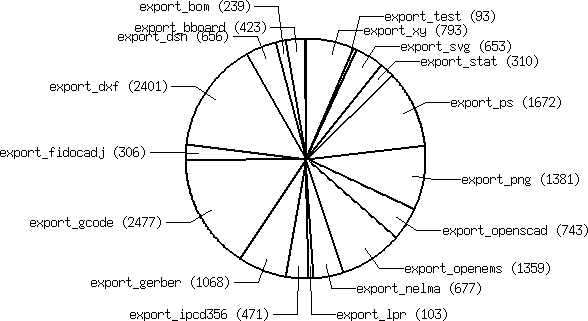 export_bom (239)
export_test (93)
export_bboard (423)
export_xy (793)
export_dsn (656)
export_svg (653)
export_stat (310)
export_dxf (2401)
export_ps (1672)
export_fidocadj (306)
export_png (1381)
export_gcode (2477)
export_openscad (743)
export_openems (1359)
export_gerber (1068)
export_nelma (677)
export_ipcd356 (471)
export_lpr (103)